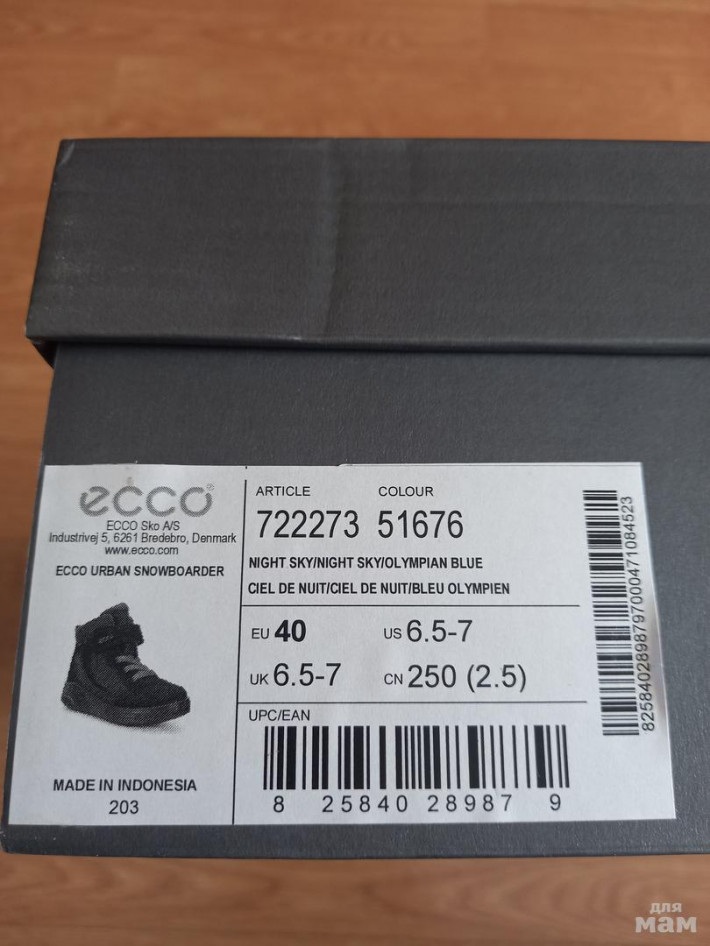 ecco®
ECCO Sko A/S
Industrivej 5, 6261 Bredebro, Denmark
www.ecco.com
ECCO URBAN SNOWBOARDER
MADE IN INDONESIA
203
ARTICLE COLOUR
722273 51676
NIGHT SKY/NIGHT SKY/OLYMPIAN BLUE
CIEL DE NUIT/CIEL DE NUIT/BLEU OLYMPIEN
EU 40 US 6.5-7
UK 6.5-7 CN 250 (2.5)
UPC/EAN
8 25840 28987 9
8258402898797000471084523
для
мам